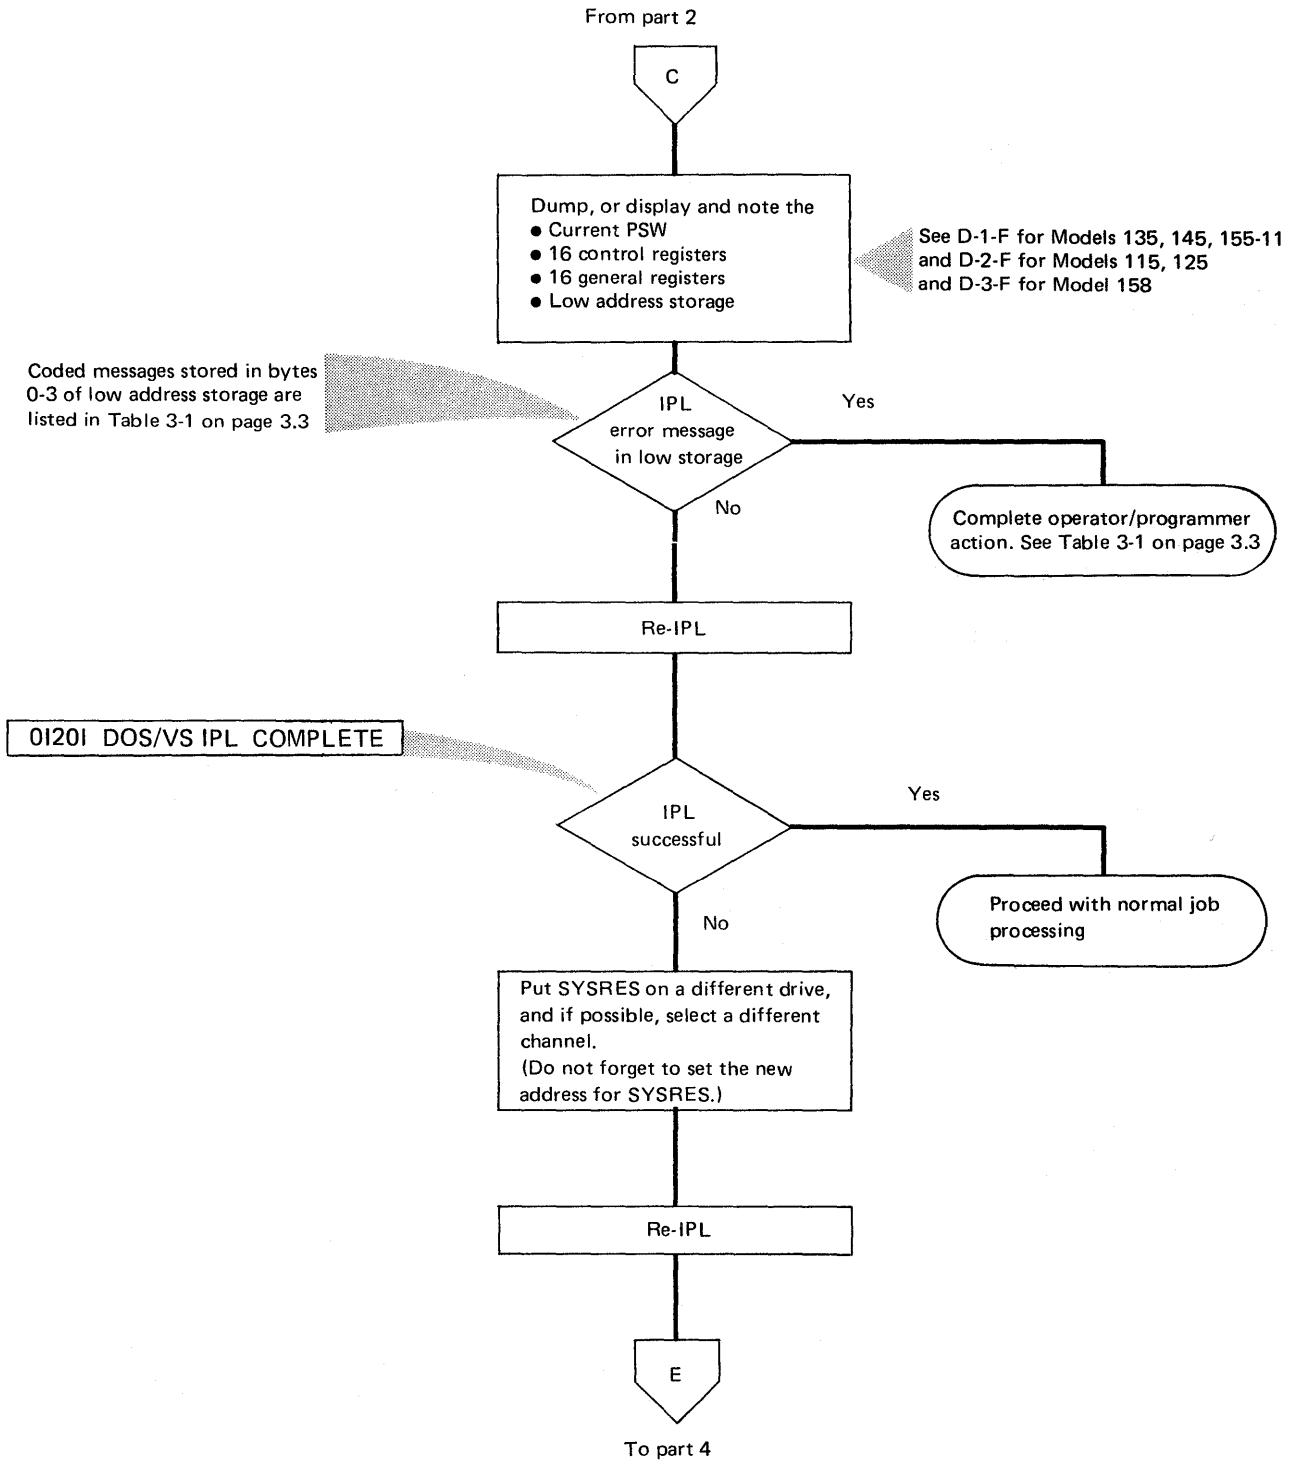 From part 2
C
Dump, or display and note the
● Current PSW
● 16 control registers
● 16 general registers
● Low address storage
See D-1-F for Models 135, 145, 155-11
and D-2-F for Models 115, 125
and D-3-F for Model 158
Coded messages stored in bytes
0-3 of low address storage are
listed in Table 3-1 on page 3.3
IPL
error message
in low storage
Yes
No
Complete operator/programmer
action. See Table 3-1 on page 3.3
Re-IPL
0I20I DOS/VS IPL COMPLETE
IPL
successful
Yes
No
Proceed with normal job
processing
Put SYSRES on a different drive,
and if possible, select a different
channel.
(Do not forget to set the new
address for SYSRES.)
Re-IPL
E
To part 4